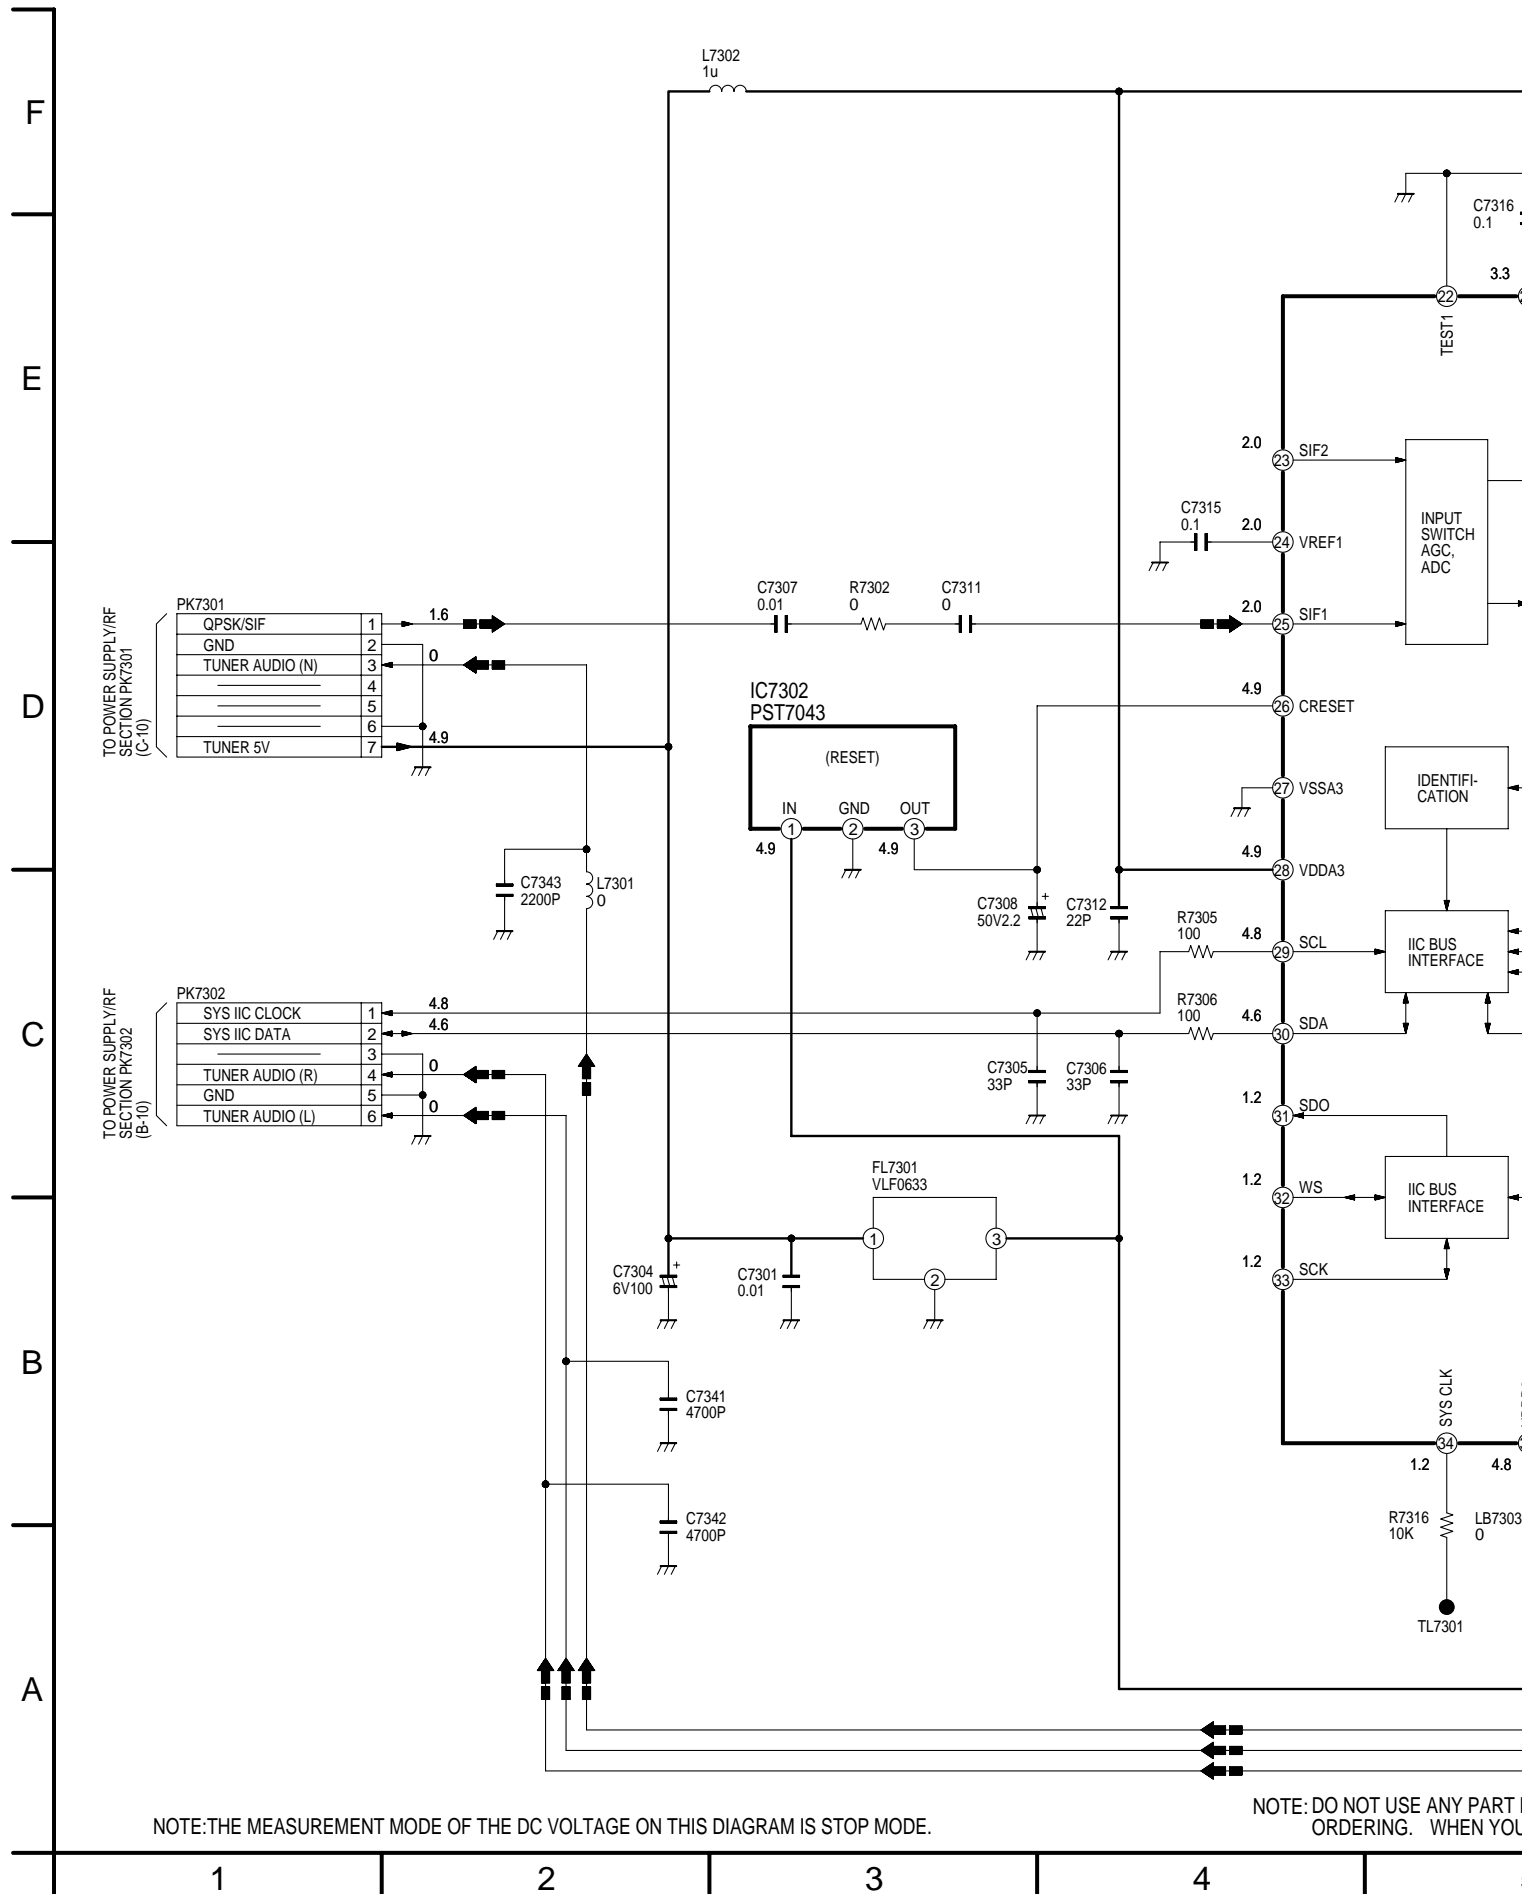 L7302
1u
F
C7316
0.1
3.3
22
TEST1
E
2.0
23 SIF2
C7315
0.1
2.0
24 VREF1
INPUT
SWITCH
AGC,
ADC
TO POWER SUPPLY/RF
SECTION PK7301
(C-10)
PK7301
QPSK/SIF 1 1.6
GND 2
TUNER AUDIO (N) 3 0
4
5
6
TUNER 5V 7 4.9
C7307
0.01
R7302
0
C7311
0
2.0
25 SIF1
D
IC7302
PST7043
(RESET)
IN GND OUT
1 2 3
4.9 4.9
4.9
26 CRESET
27 VSSA3
IDENTIFI-
CATION
4.9
28 VDDA3
C7343
2200P
L7301
0
C7308
50V2.2
+
C7312
22P
R7305
100
4.8
29 SCL
IIC BUS
INTERFACE
C
TO POWER SUPPLY/RF
SECTION PK7302
(B-10)
PK7302
SYS IIC CLOCK 1 4.8
SYS IIC DATA 2 4.6
3
TUNER AUDIO (R) 4 0
GND 5
TUNER AUDIO (L) 6 0
R7306
100
4.6
30 SDA
C7305
33P
C7306
33P
1.2
31 SDO
FL7301
VLF0633
1 2 3
1.2
32 WS
IIC BUS
INTERFACE
1.2
33 SCK
C7304
6V100
+
C7301
0.01
B
C7341
4700P
SYS CLK
34
1.2
4.8
C7342
4700P
R7316
10K
LB7303
0
TL7301
A
NOTE:THE MEASUREMENT MODE OF THE DC VOLTAGE ON THIS DIAGRAM IS STOP MODE.
NOTE: DO NOT USE ANY PART
ORDERING. WHEN YOU
1 2 3 4